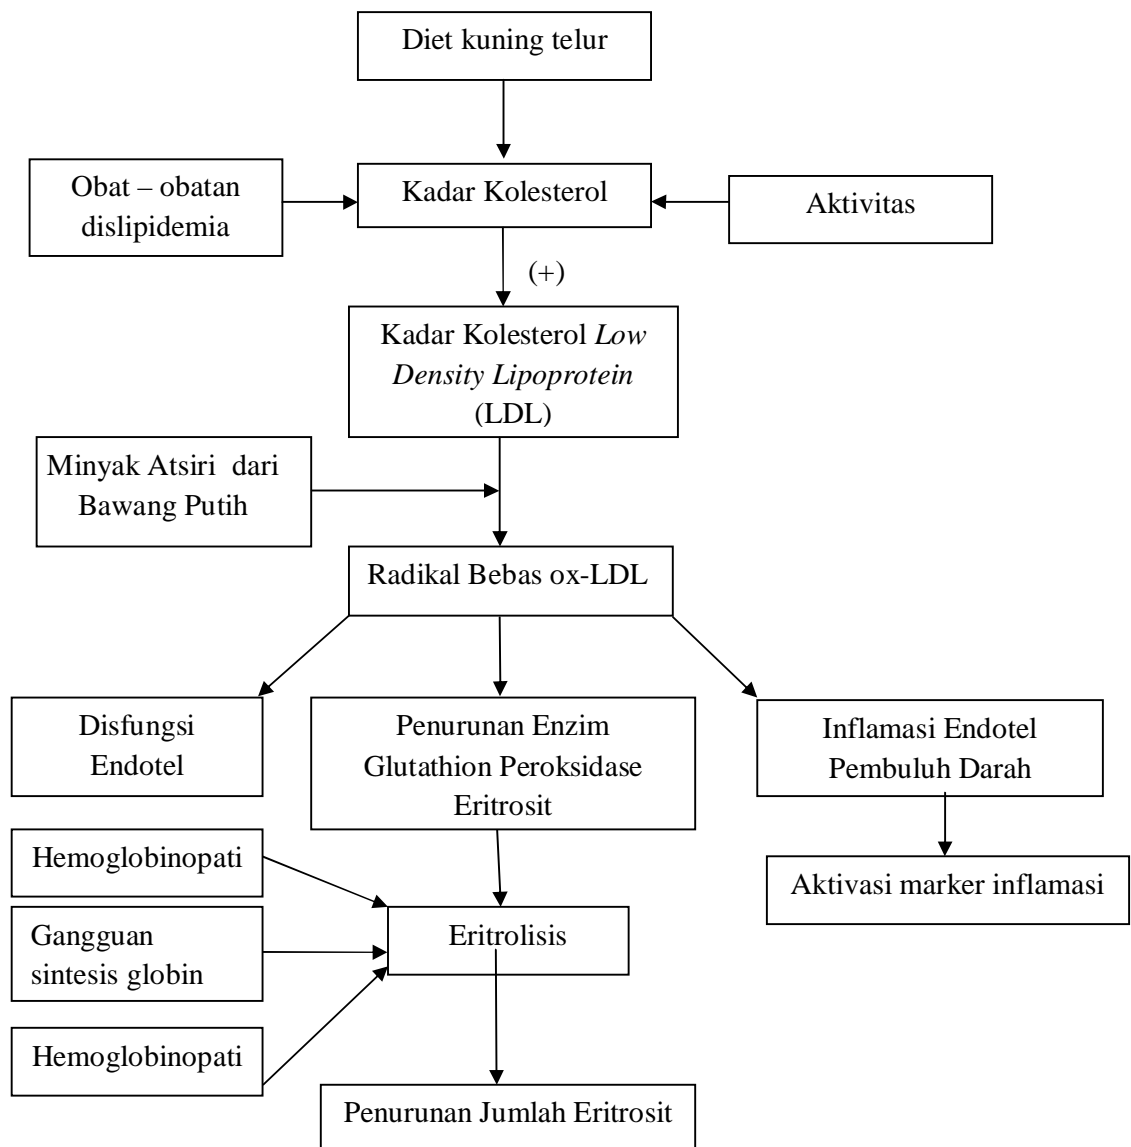 Diet kuning telur
Obat – obatan
dislipidemia
Kadar Kolesterol
Aktivitas
(+)
Kadar Kolesterol Low
Density Lipoprotein
(LDL)
Minyak Atsiri dari
Bawang Putih
Radikal Bebas ox-LDL
Disfungsi
Endotel
Penurunan Enzim
Glutathion Peroksidase
Eritrosit
Inflamasi Endotel
Pembuluh Darah
Hemoglobinopati
Aktivasi marker inflamasi
Gangguan
sintesis globin
Eritrolisis
Hemoglobinopati
Penurunan Jumlah Eritrosit